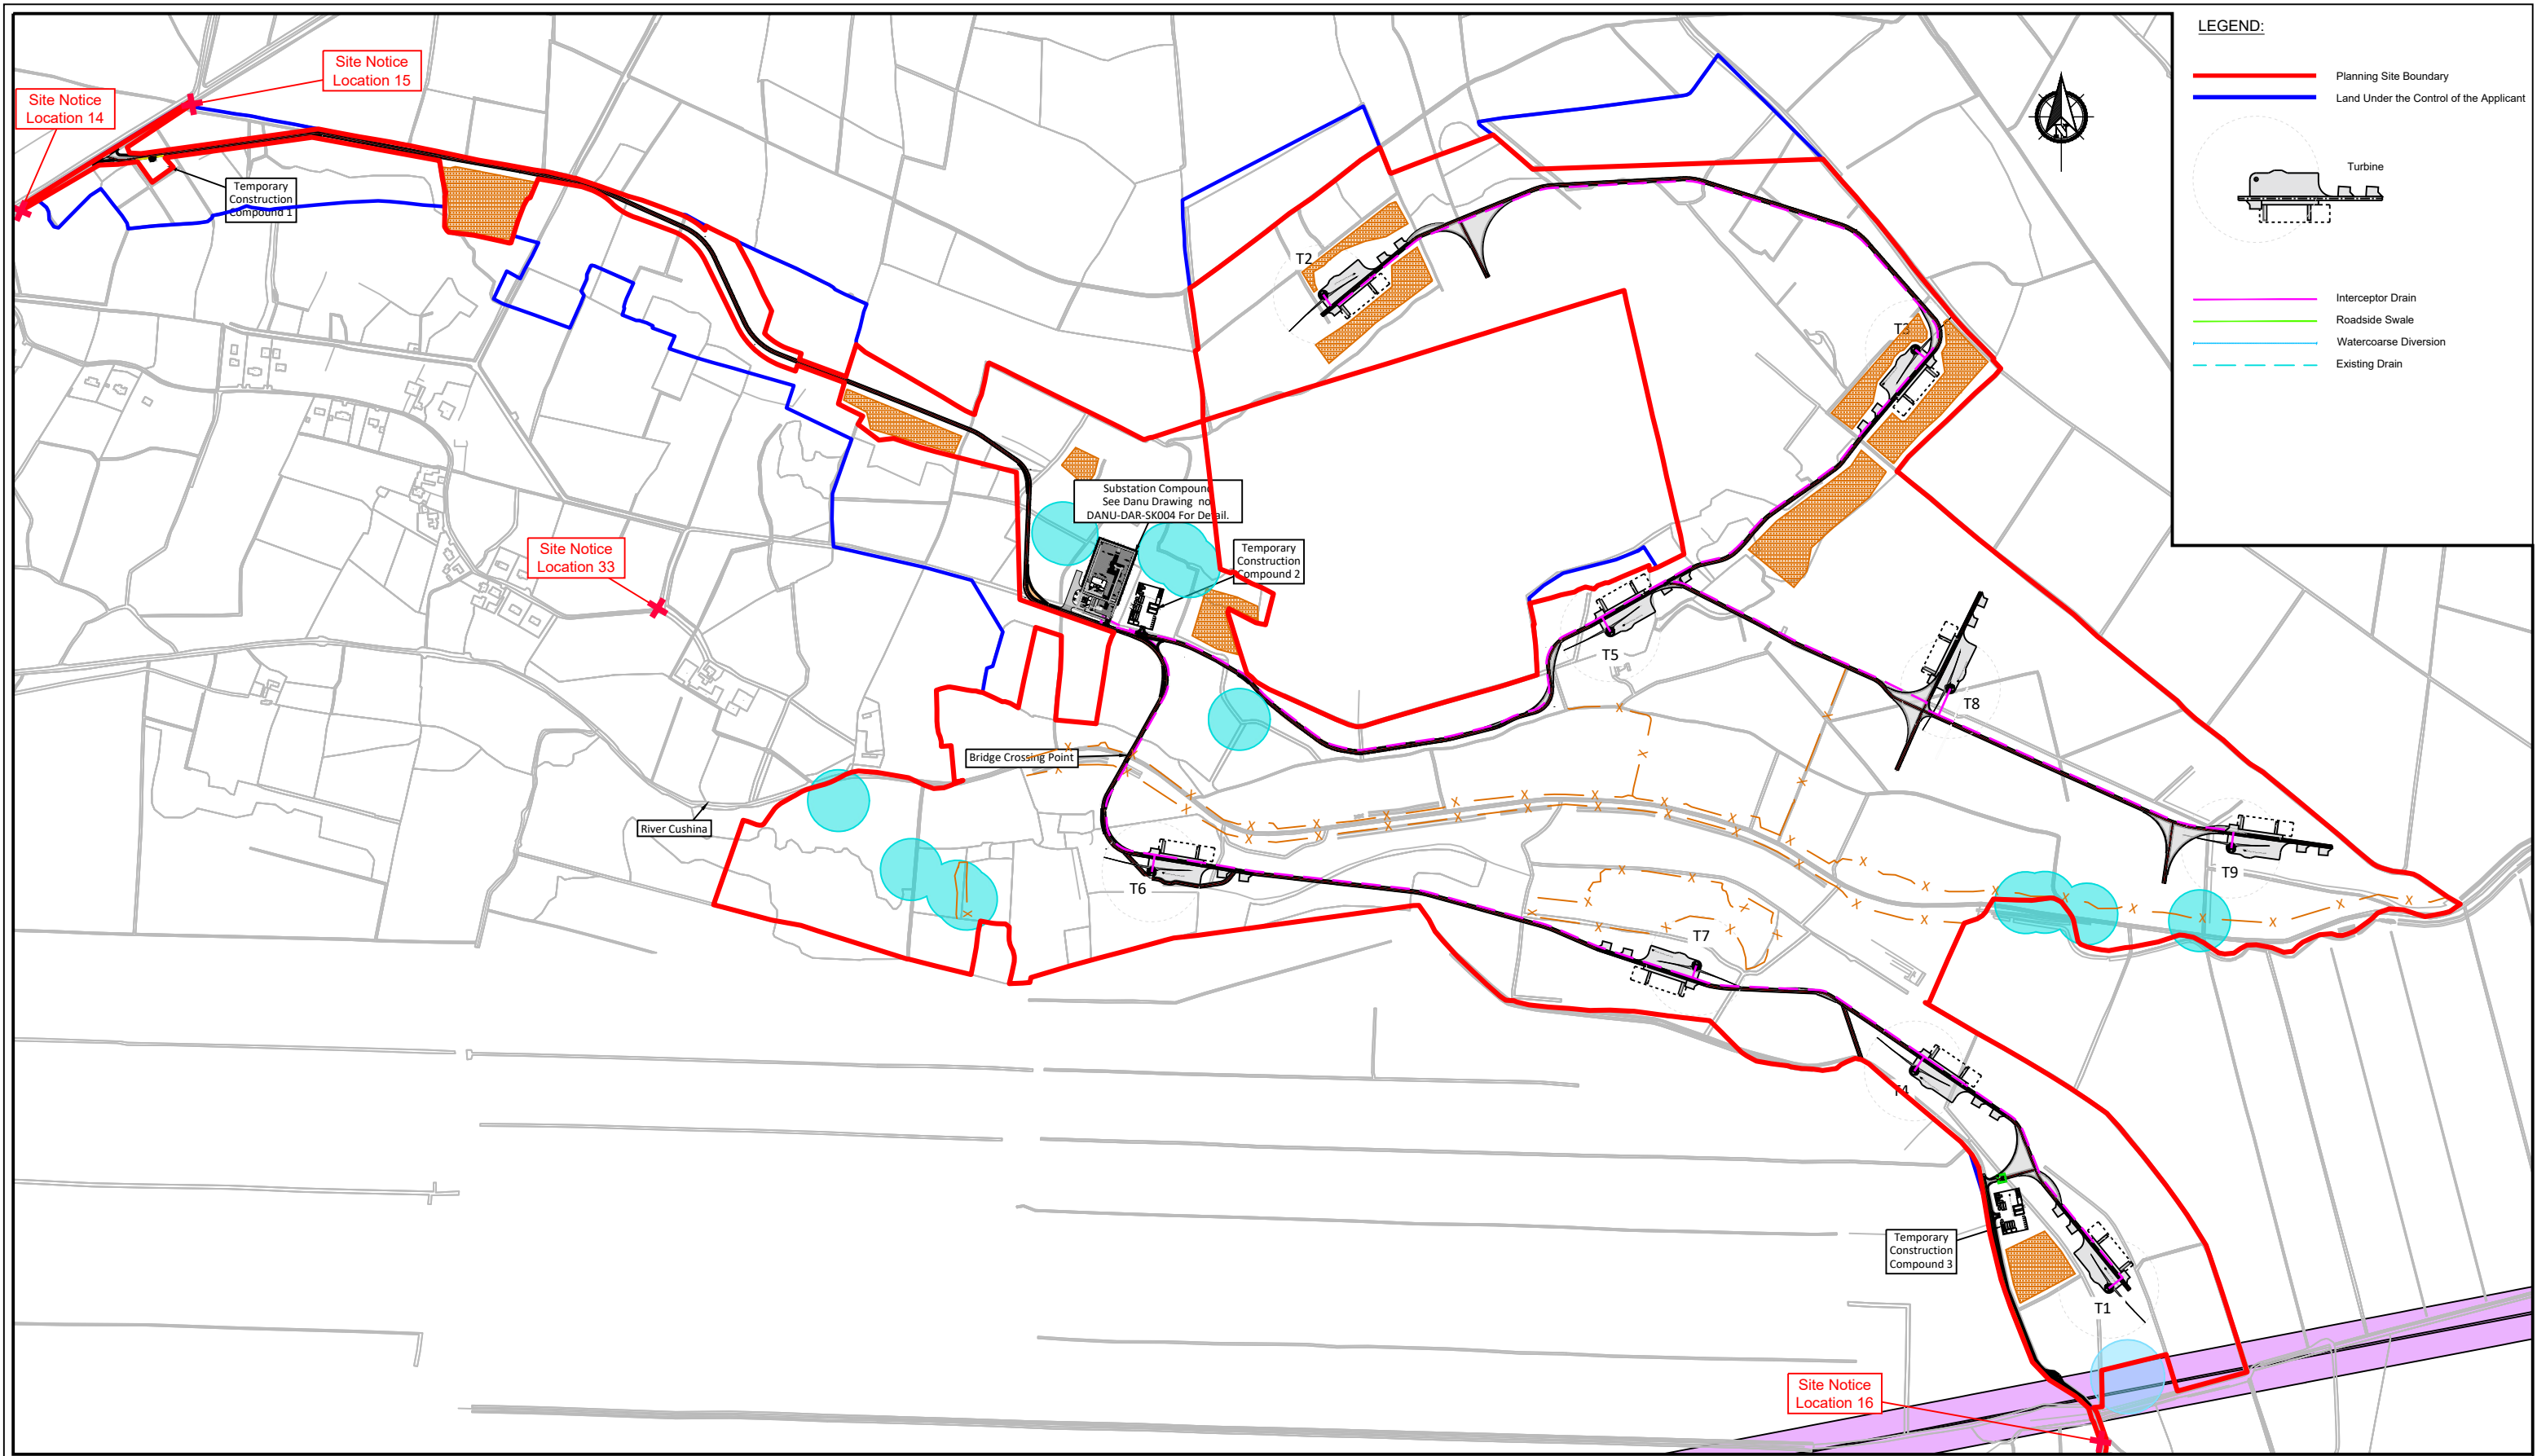 LEGEND:
Planning Site Boundary
Land Under the Control of the Applicant
Turbine
Interceptor Drain
Roadside Swale
Watercoarse Diversion
Existing Drain
Site Notice
Location 15
Site Notice
Location 14
Temporary
Construction
Compound 1
T2
T3
Substation Compound
See Danu Drawing no
DANU-DAR-SK004 For Detail.
Site Notice
Location 33
Temporary
Construction
Compound 2
T5
T8
Bridge Crossing Point
River Cushina
T6
T9
T7
T4
Temporary
Construction
Compound 3
T1
Site Notice
Location 16